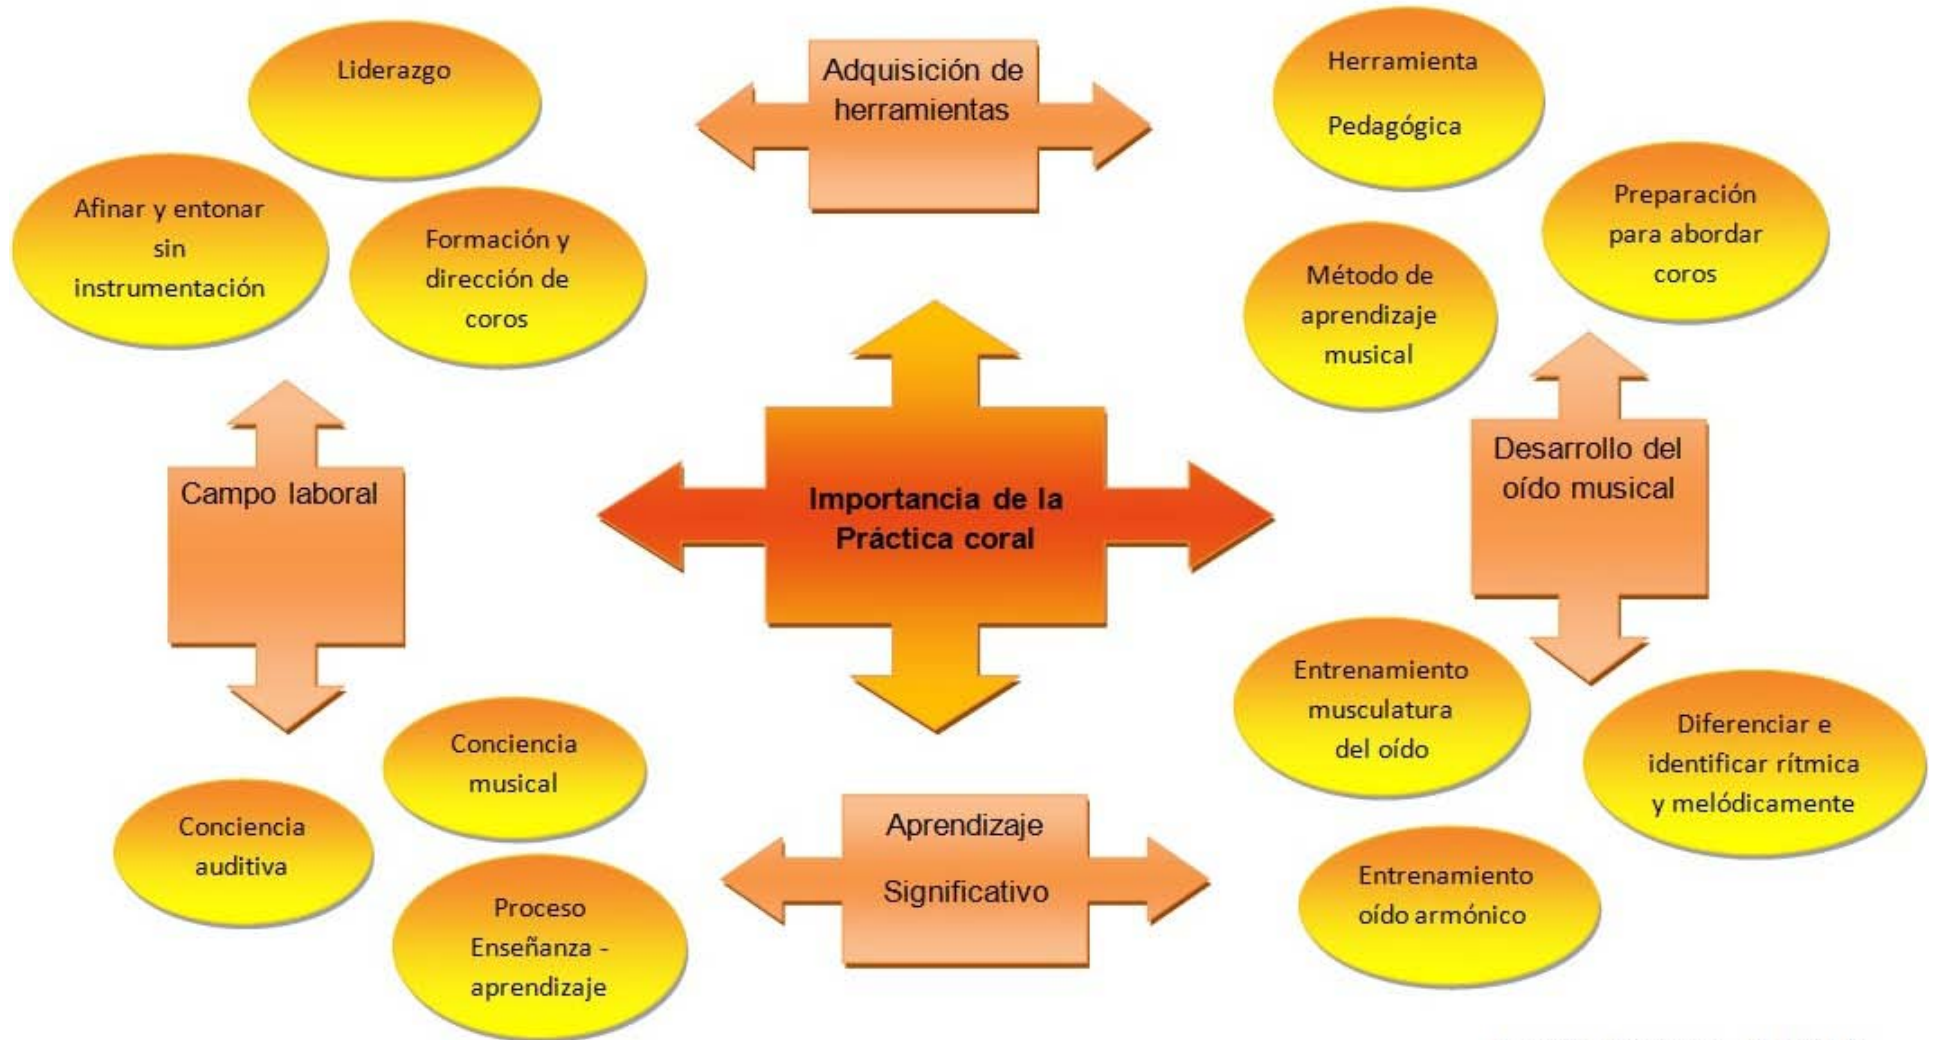 Liderazgo
Afinar y entonar
sin
instrumentación
Formación y
dirección de
coros
Adquisición de
herramientas
Herramienta
Pedagógica
Preparación
para abordar
coros
Método de
aprendizaje
musical
Campo laboral
Importancia de la
Práctica coral
Desarrollo del
oído musical
Conciencia
musical
Conciencia
auditiva
Proceso
Enseñanza -
aprendizaje
Aprendizaje
Significativo
Entrenamiento
musculatura
del oído
Diferenciar e
identificar rítmica
y melódicamente
Entrenamiento
oído armónico